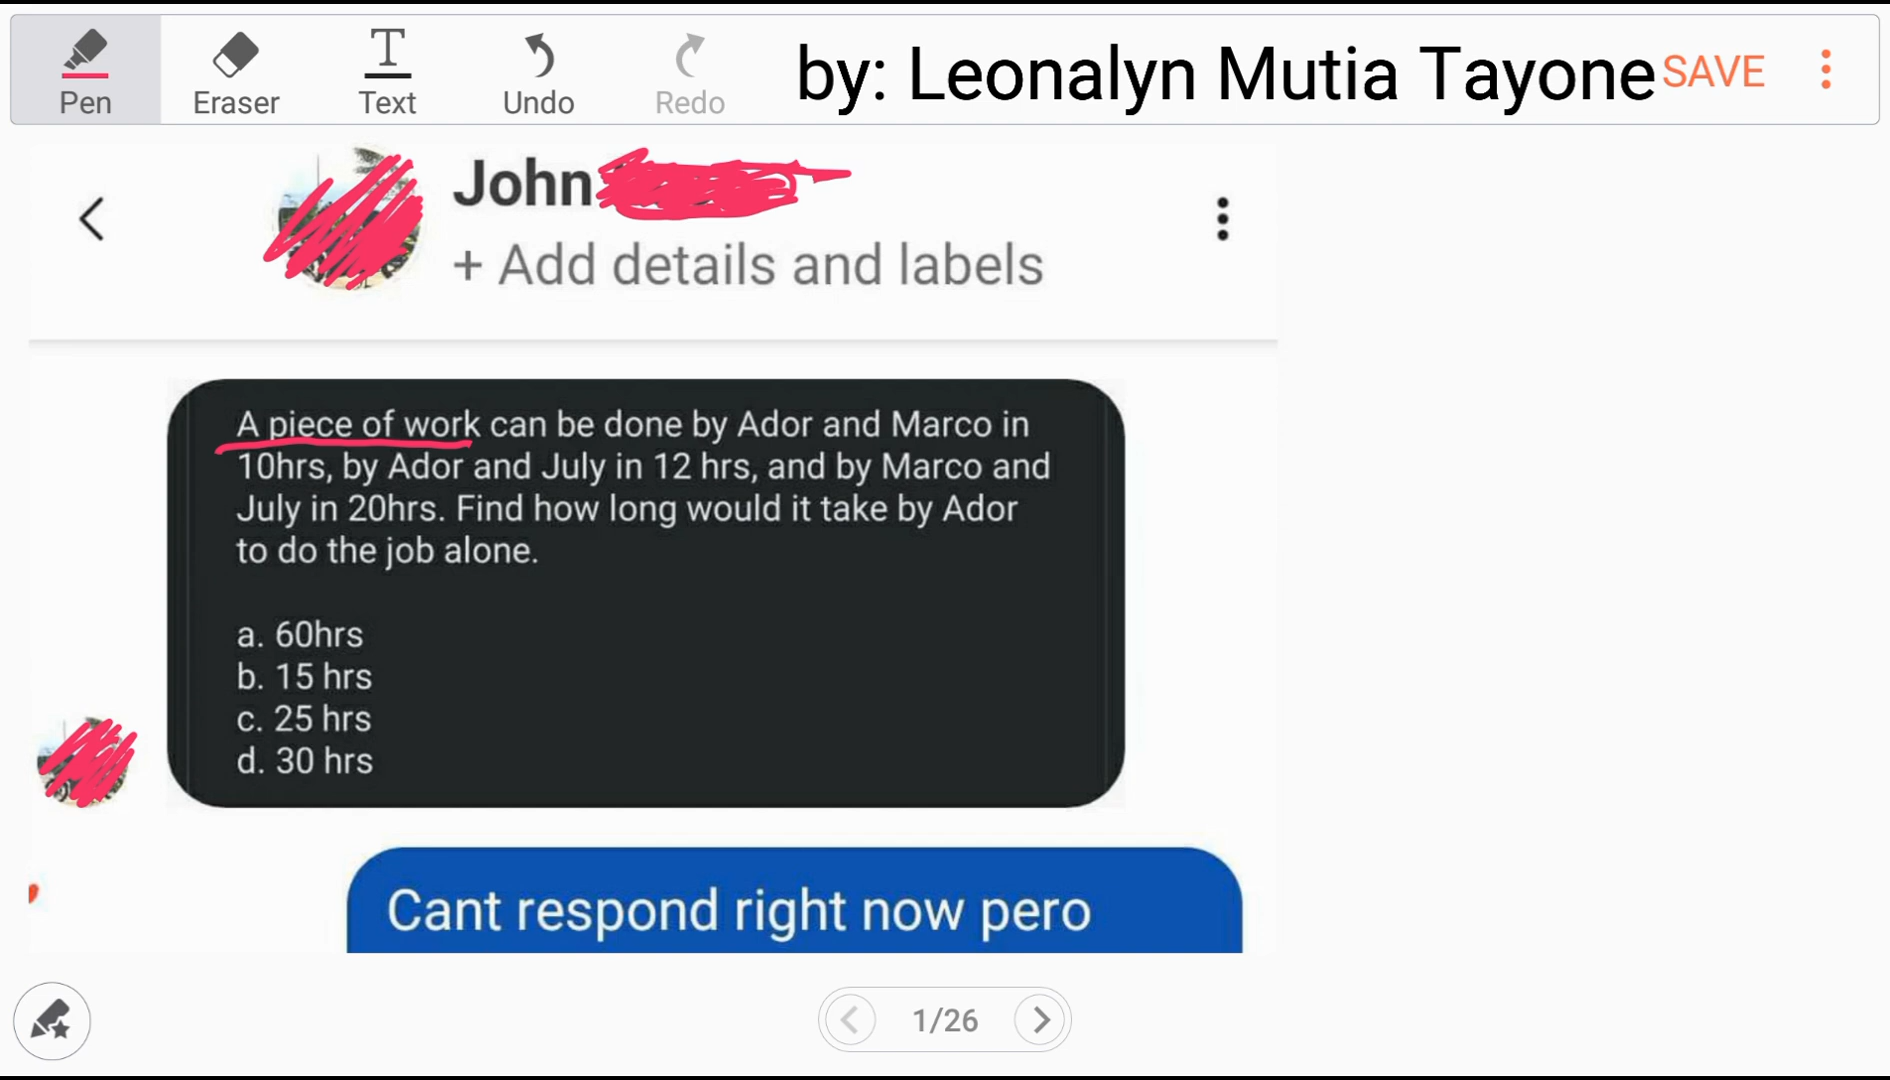 Pen
Eraser
Text
Undo
Redo
by: Leonalyn Mutia Tayone
SAVE
John
+ Add details and labels
A piece of work can be done by Ador and Marco in
10hrs, by Ador and July in 12 hrs, and by Marco and
July in 20hrs. Find how long would it take by Ador
to do the job alone.
a. 60hrs
b. 15 hrs
c. 25 hrs
d. 30 hrs
Cant respond right now pero
1/26